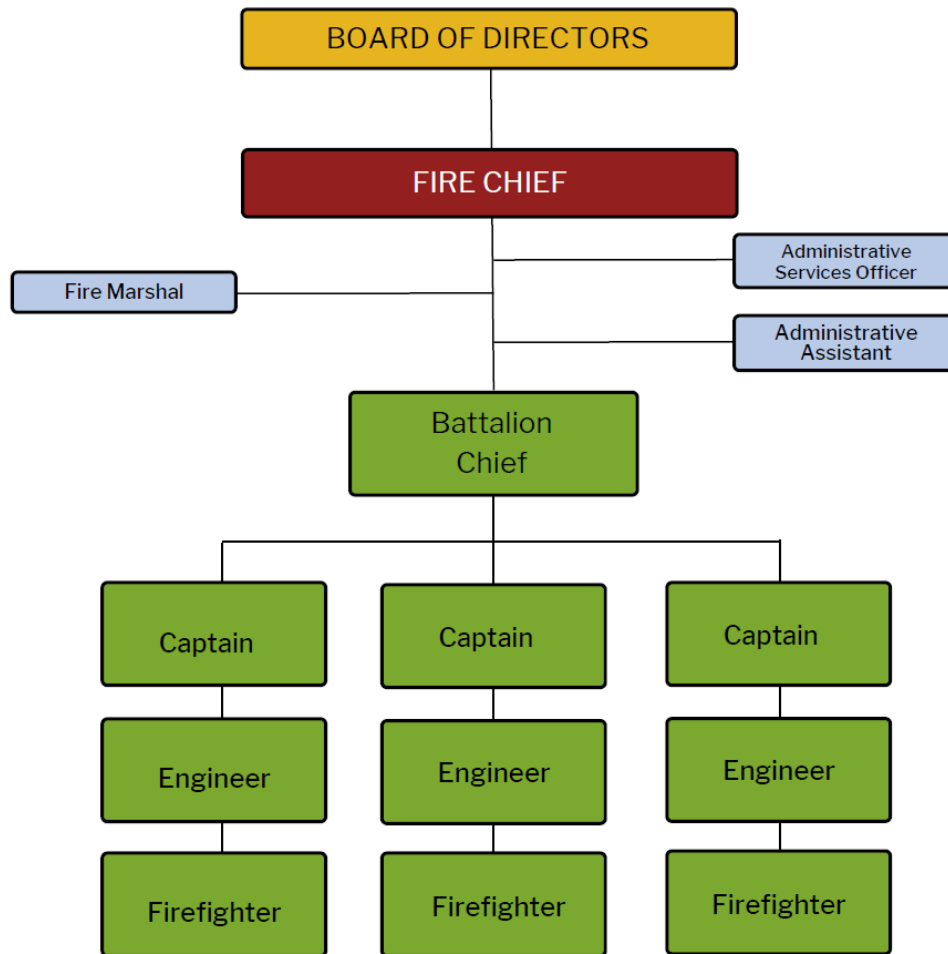 BOARD OF DIRECTORS
FIRE CHIEF
Administrative
Services Officer
Fire Marshal
Administrative
Assistant
Battalion
Chief
Captain
Captain
Captain
Engineer
Engineer
Engineer
Firefighter
Firefighter
Firefighter